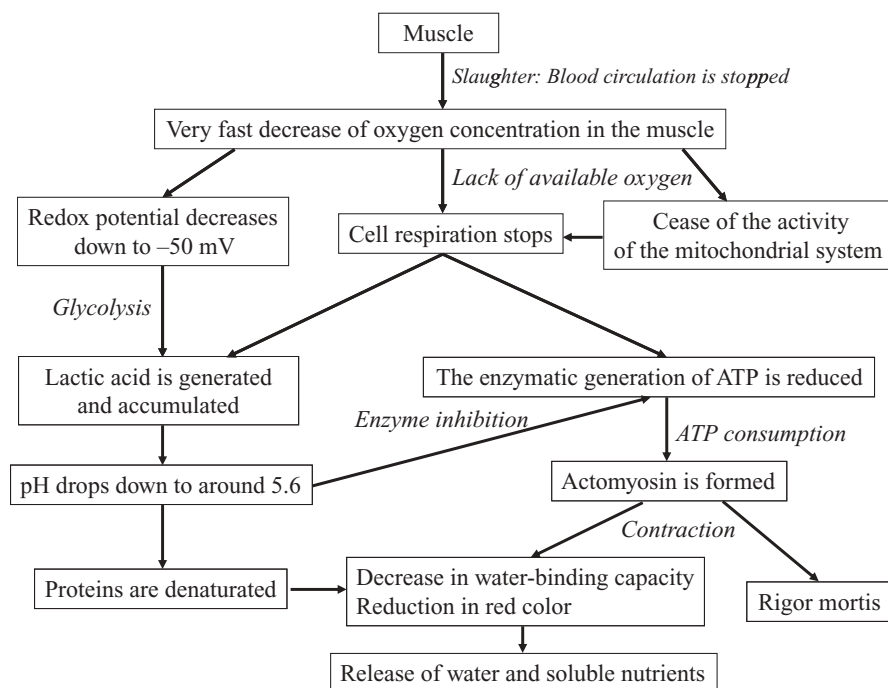 Muscle
Slaughter: Blood circulation is stopped
Very fast decrease of oxygen concentration in the muscle
Lack of available oxygen
Redox potential decreases
down to –50 mV
Cell respiration stops
Cease of the activity
of the mitochondrial system
Glycolysis
Lactic acid is generated
and accumulated
The enzymatic generation of ATP is reduced
Enzyme inhibition
ATP consumption
pH drops down to around 5.6
Actomyosin is formed
Contraction
Proteins are denaturated
Decrease in water-binding capacity
Reduction in red color
Rigor mortis
Release of water and soluble nutrients